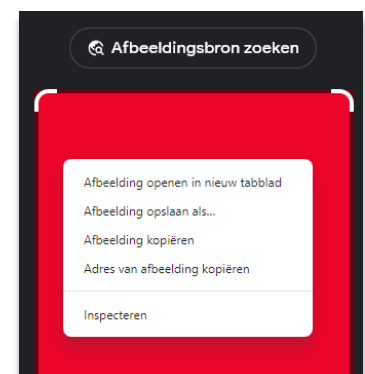 Afbeeldingsbron zoeken
Afbeelding openen in nieuw tabblad
Afbeelding opslaan als...
Afbeelding kopiëren
Adres van afbeelding kopiëren
Inspecteren